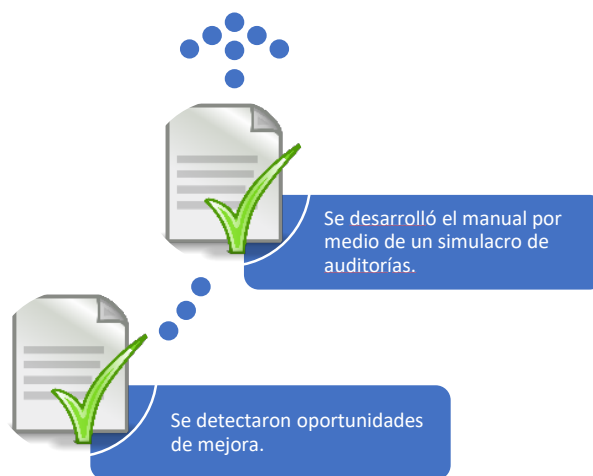 Se desarrolló el manual por
medio de un simulacro de
auditorías.
Se detectaron oportunidades
de mejora.